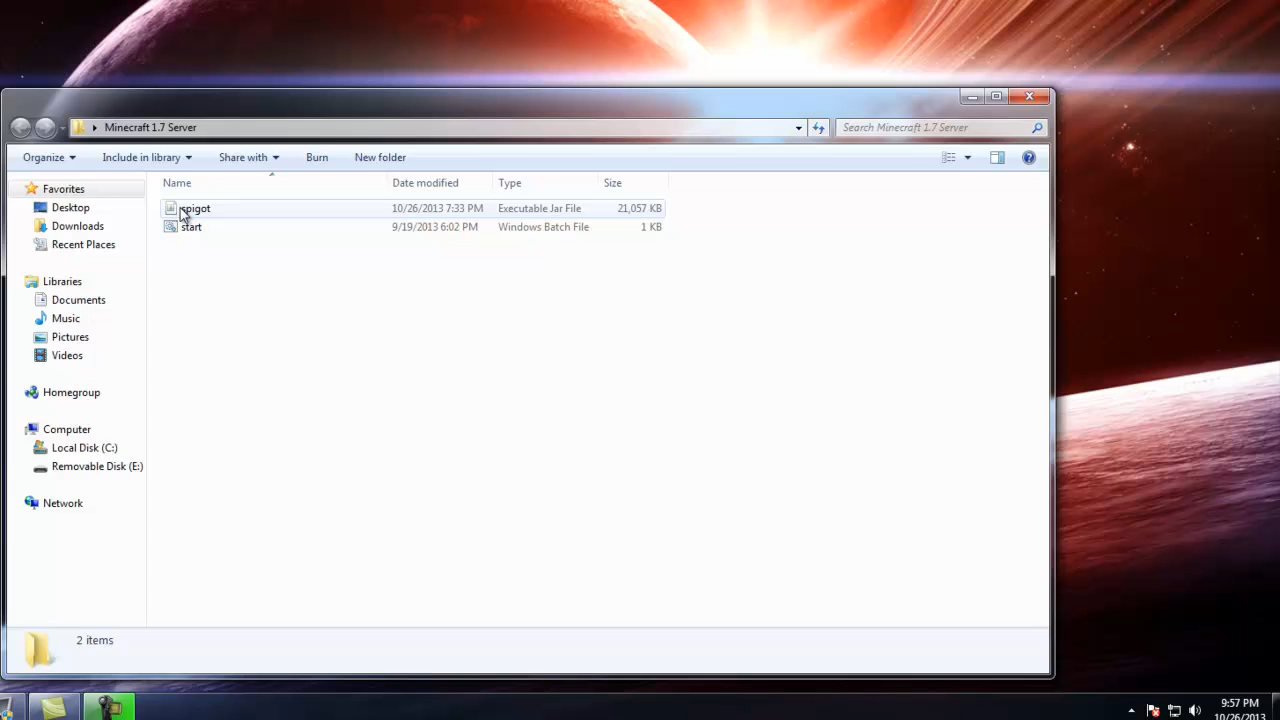 Minecraft 1.7 Server
Search Minecraft 1.7 Server
Organize Include in library Share with Burn New folder
Name Date modified Type Size
Favorites
Desktop
Downloads
Recent Places
Libraries
Documents
Music
Pictures
Videos
Homegroup
Computer
Local Disk (C:)
Removable Disk (E:)
Network
spigot 10/26/2013 7:33 PM Executable Jar File 21,057 KB
start 9/19/2013 6:02 PM Windows Batch File 1 KB
2 items
9:57 PM
10/26/2013